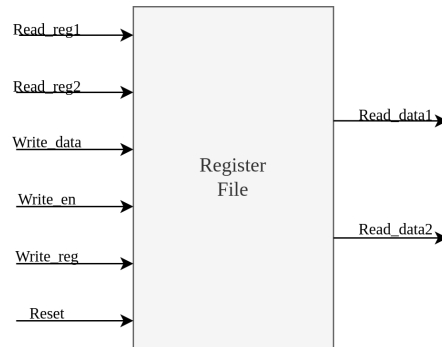 Read_reg1
Read_reg2
Write_data
Write_en
Write_reg
Reset
Register
File
Read_data1
Read_data2